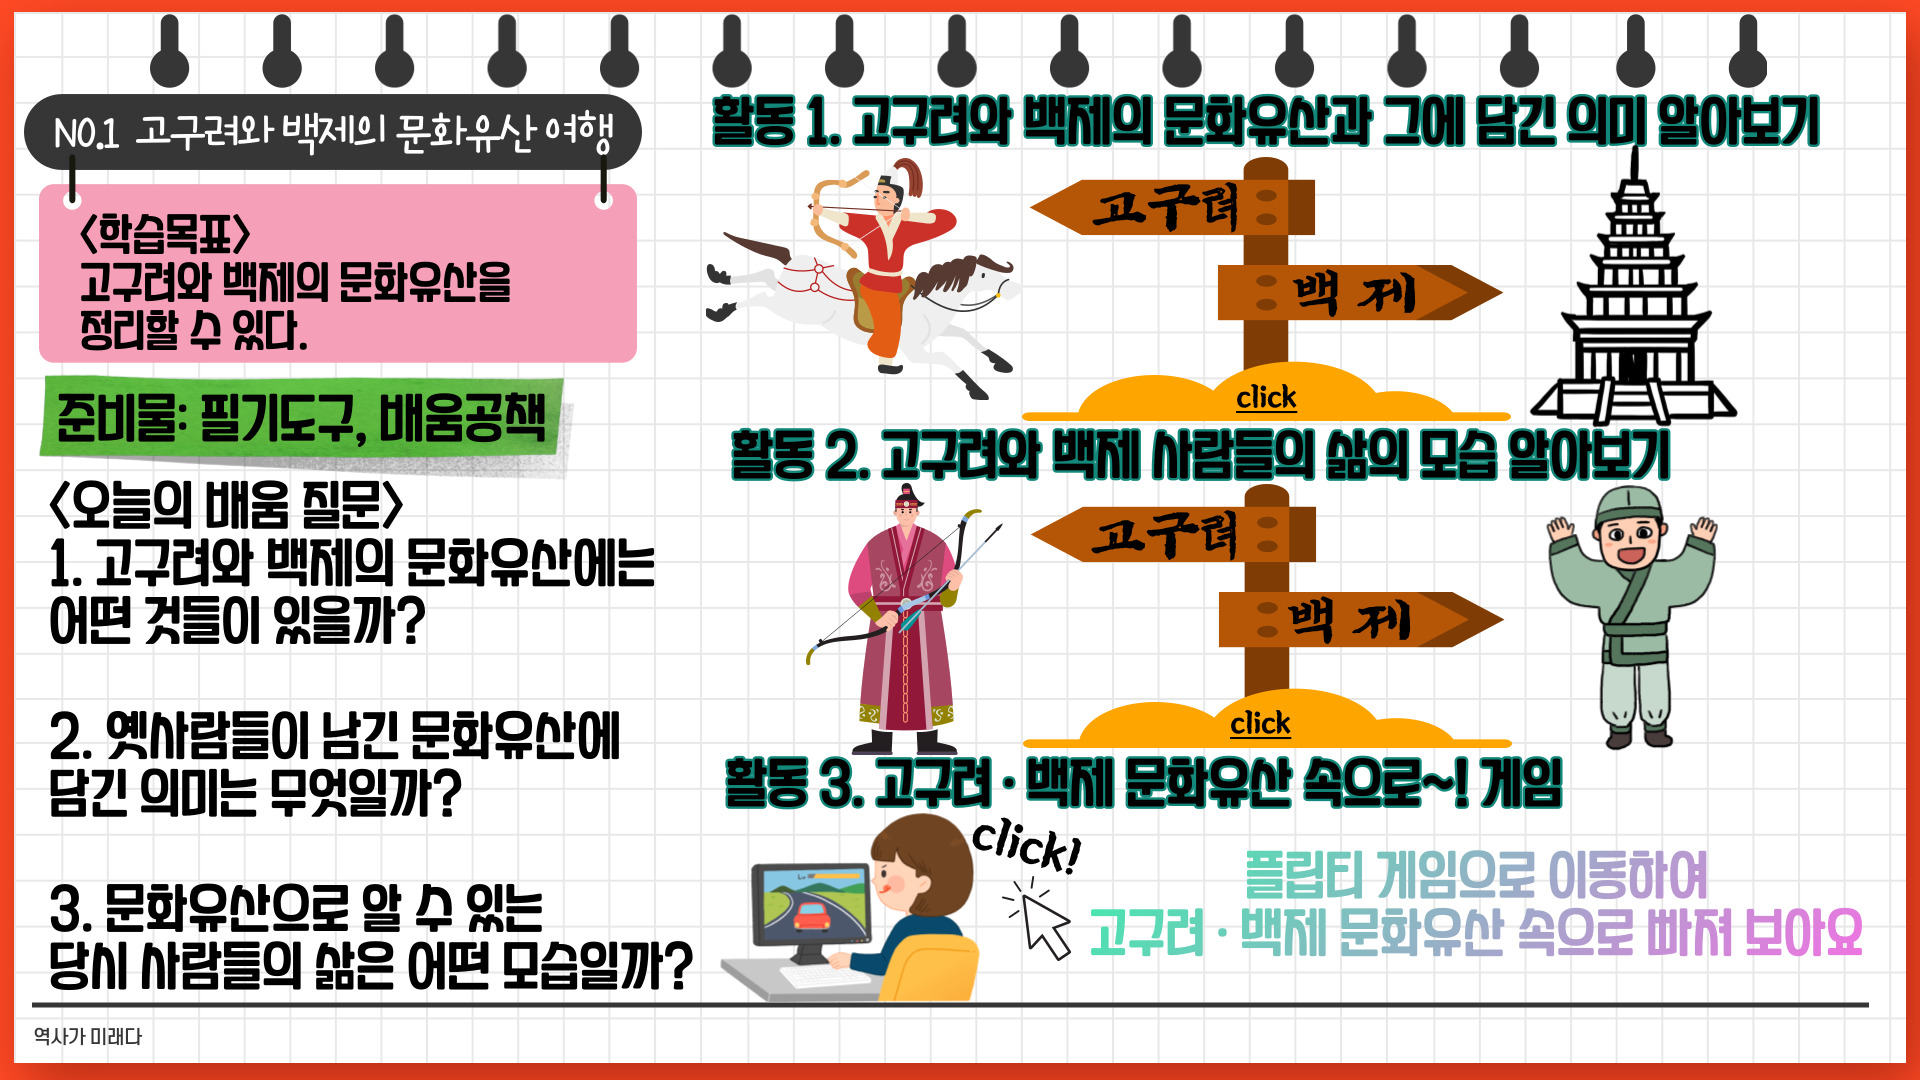 NO.1 고구려와 백제의 문화유산 여행
<학습목표>
고구려와 백제의 문화유산을
정리할 수 있다.
준비물: 필기도구, 배움공책
<오늘의 배움 질문>
1. 고구려와 백제의 문화유산에는
어떤 것들이 있을까?
2. 옛사람들이 남긴 문화유산에
담긴 의미는 무엇일까?
3. 문화유산으로 알 수 있는
당시 사람들의 삶은 어떤 모습일까?
역사가 미래다
활동 1. 고구려와 백제의 문화유산과 그에 담긴 의미 알아보기
고구려
백제
click
활동 2. 고구려와 백제 사람들의 삶의 모습 알아보기
고구려
백제
click
활동 3. 고구려 · 백제 문화유산 속으로~! 게임
click!
플립티 게임으로 이동하여
고구려 · 백제 문화유산 속으로 빠져 보아요